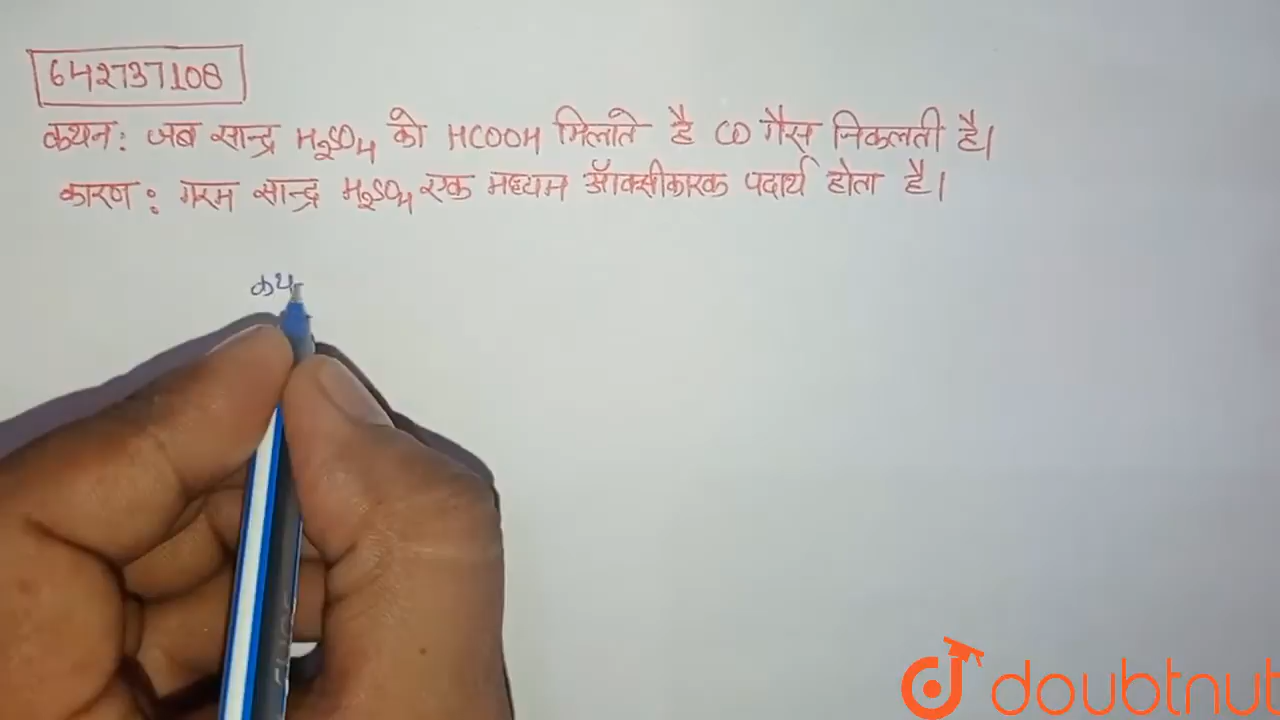 642737108
कथन: जब सान्द्र H2SO4 को HCOOH मिलाते है CO गैस निकलती है।
कारण: गरम सान्द्र H2SO4 एक मध्यम ऑक्सीकारक पदार्थ होता है।
कथ
doubtnut